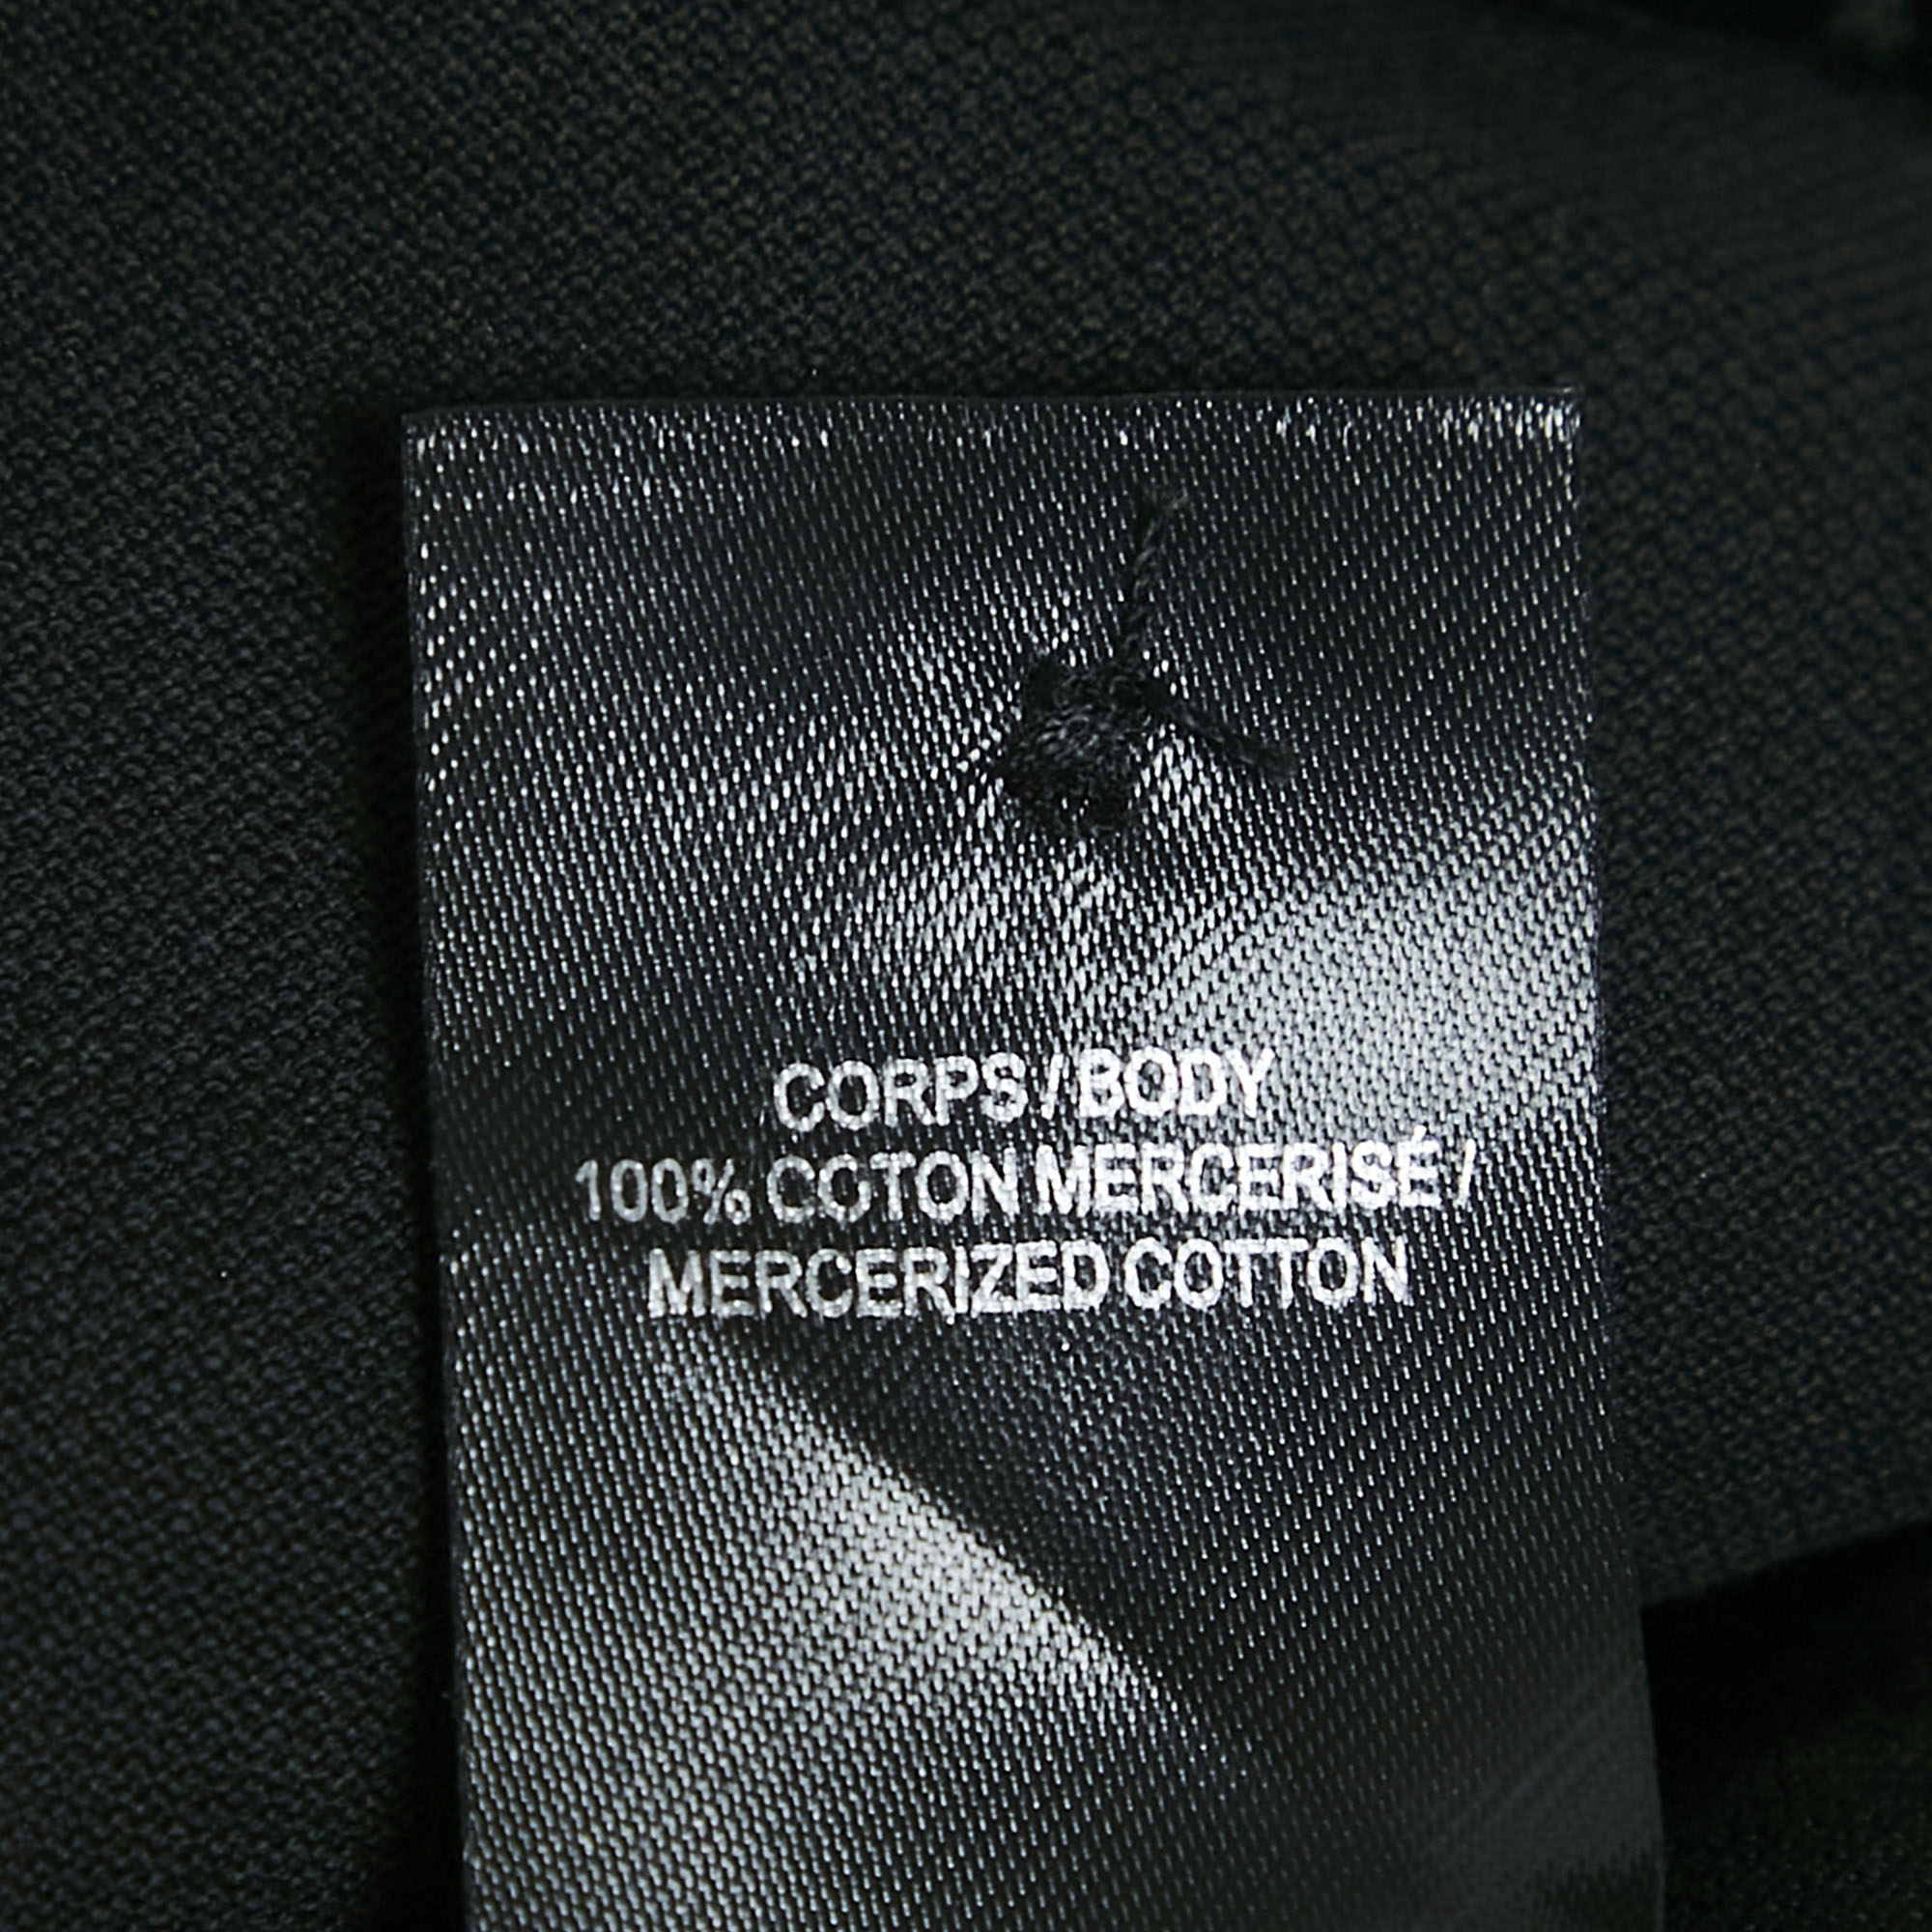 CORPS / BODY
100% COTON MERCERISÉ /
MERCERIZED COTTON